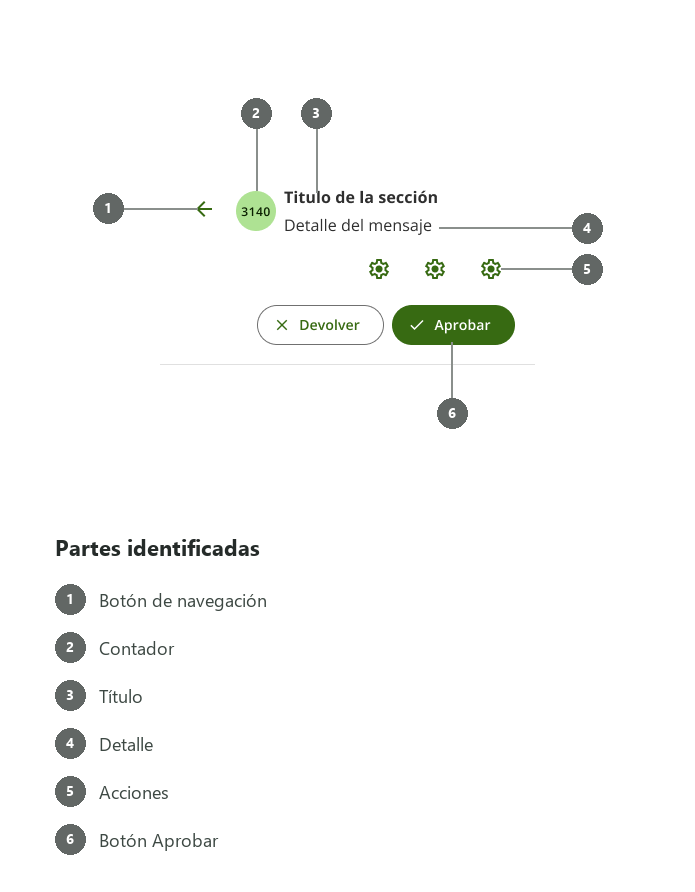 2 3
1 3140 Titulo de la sección
Detalle del mensaje 4
5
Devolver Aprobar
6
Partes identificadas
1 Botón de navegación
2 Contador
3 Título
4 Detalle
5 Acciones
6 Botón Aprobar